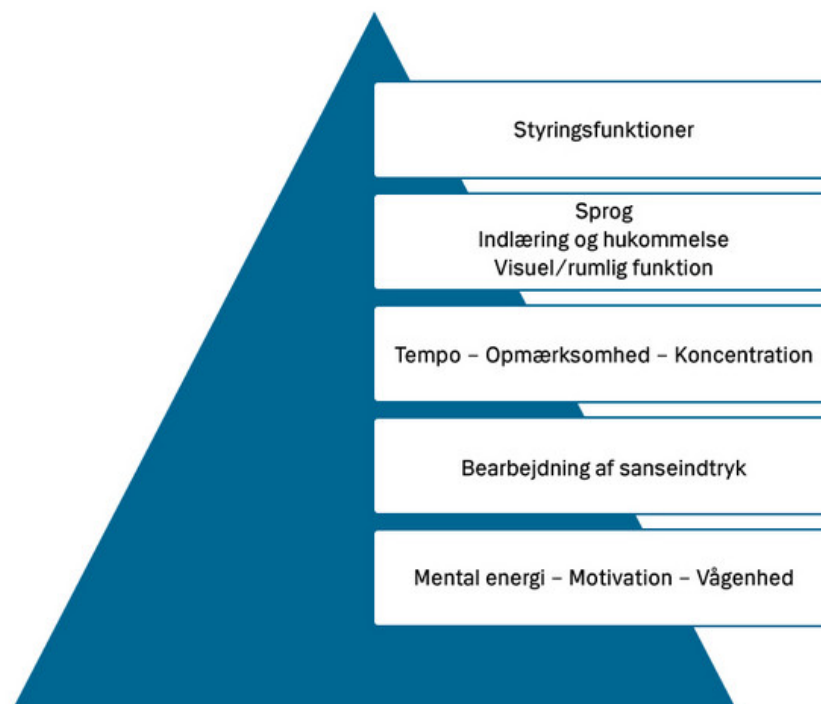 Styringsfunktioner
Sprog
Indlæring og hukommelse
Visuel/rumlig funktion
Tempo – Opmærksomhed – Koncentration
Bearbejdning af sanseindtryk
Mental energi – Motivation – Vågenhed